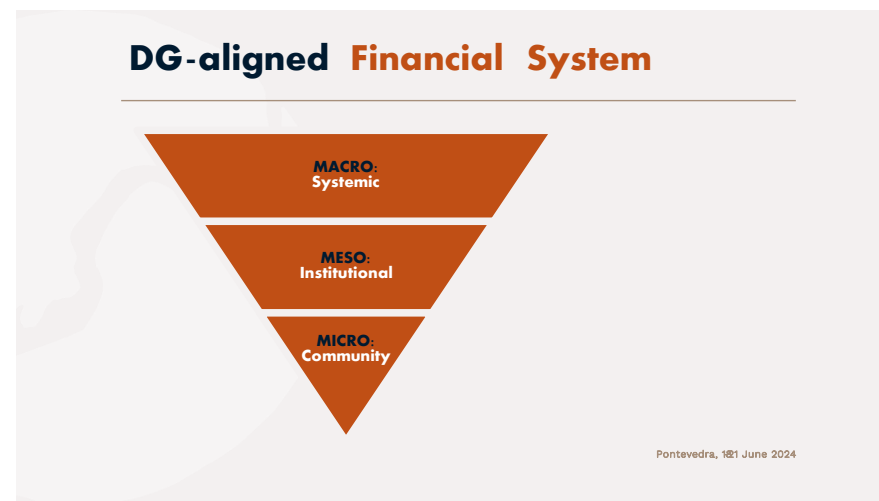 DG-aligned Financial System
MACRO:
Systemic
MESO:
Institutional
MICRO:
Community
Pontevedra, June 2024